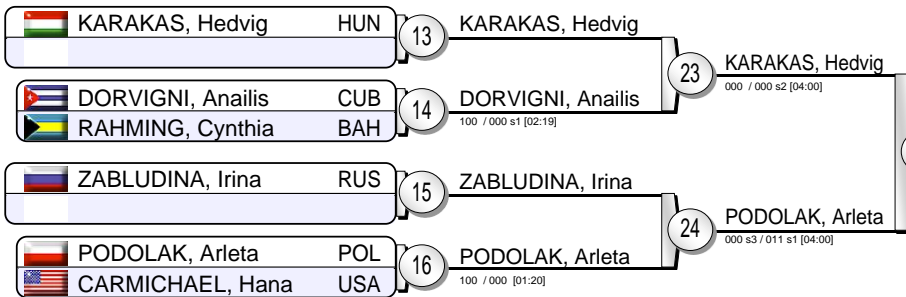 KARAKAS, Hedvig HUN
13
KARAKAS, Hedvig
DORVIGNI, Anailis CUB
RAHMING, Cynthia BAH
14
DORVIGNI, Anailis
100 / 000 s1 [02:19]
23
KARAKAS, Hedvig
000 / 000 s2 [04:00]
ZABLUDINA, Irina RUS
15
ZABLUDINA, Irina
PODOLAK, Arleta POL
CARMICHAEL, Hana USA
16
PODOLAK, Arleta
100 / 000 [01:20]
24
PODOLAK, Arleta
000 s3 / 011 s1 [04:00]